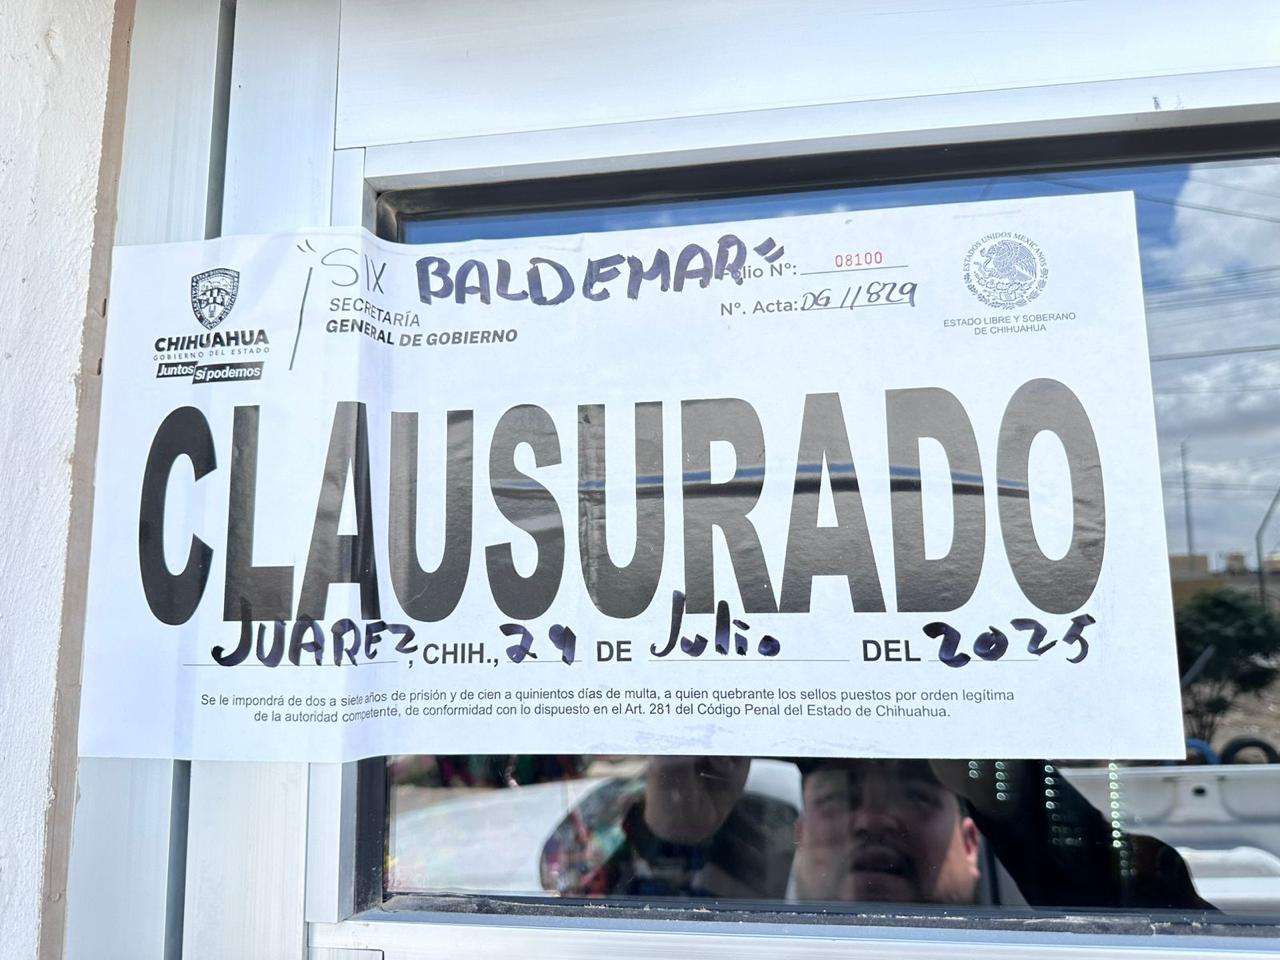 "SIX BALDEMAR"
CHIHUAHUA
GOBIERNO DEL ESTADO
Juntos Sí podemos
SECRETARÍA
GENERAL DE GOBIERNO
Folio Nº: 08100
Nº. Acta: DG 11829
ESTADOS UNIDOS MEXICANOS
ESTADO LIBRE Y SOBERANO
DE CHIHUAHUA
CLAUSURADO
JUAREZ, CHIH., 29 DE Julio DEL 2025
Se le impondrá de dos a siete años de prisión y de cien a quinientos días de multa, a quien quebrante los sellos puestos por orden legítima
de la autoridad competente, de conformidad con lo dispuesto en el Art. 281 del Código Penal del Estado de Chihuahua.